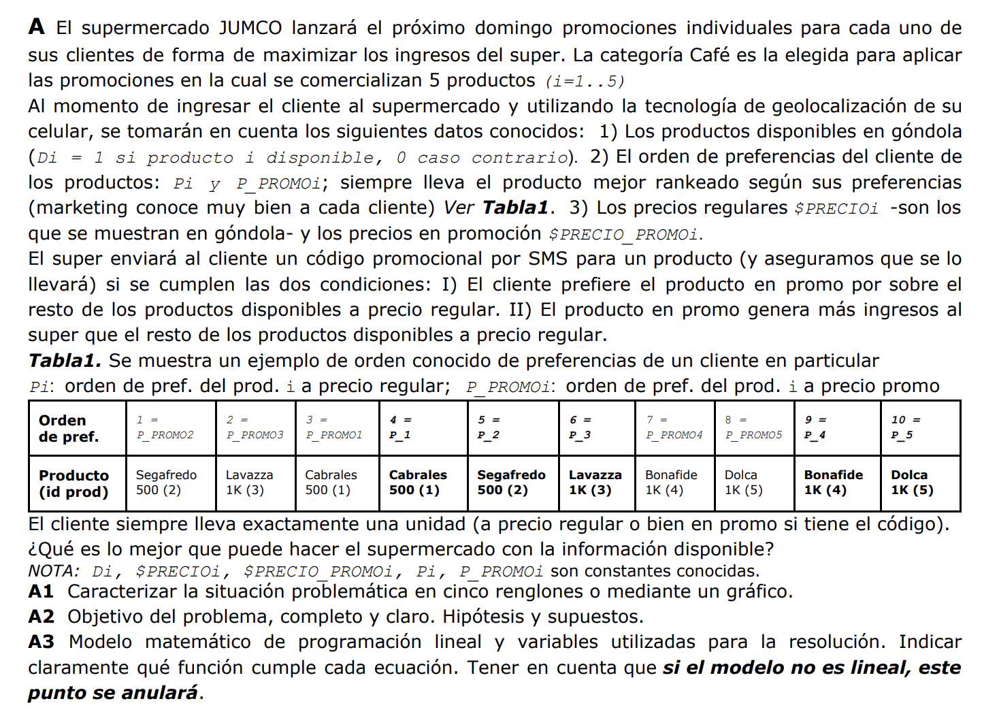 A El supermercado JUMCO lanzará el próximo domingo promociones individuales para cada uno de
sus clientes de forma de maximizar los ingresos del super. La categoría Café es la elegida para aplicar
las promociones en la cual se comercializan 5 productos (i=1..5)
Al momento de ingresar el cliente al supermercado y utilizando la tecnología de geolocalización de su
celular, se tomarán en cuenta los siguientes datos conocidos: 1) Los productos disponibles en góndola
(Di = 1 si producto i disponible, 0 caso contrario). 2) El orden de preferencias del cliente de
los productos: Pi y P_PROMOi; siempre lleva el producto mejor rankeado según sus preferencias
(marketing conoce muy bien a cada cliente) Ver Tabla1. 3) Los precios regulares $PRECIOi -son los
que se muestran en góndola- y los precios en promoción $PRECIO_PROMOi.
El super enviará al cliente un código promocional por SMS para un producto (y aseguramos que se lo
llevará) si se cumplen las dos condiciones: I) El cliente prefiere el producto en promo por sobre el
resto de los productos disponibles a precio regular. II) El producto en promo genera más ingresos al
super que el resto de los productos disponibles a precio regular.
Tabla1. Se muestra un ejemplo de orden conocido de preferencias de un cliente en particular
Pi: orden de pref. del prod. i a precio regular; P_PROMOi: orden de pref. del prod. i a precio promo
Orden de pref. 1 = P_PROMO2 2 = P_PROMO3 3 = P_PROMO1 4 = P_1 5 = P_2 6 = P_3 7 = P_PROMO4 8 = P_PROMO5 9 = P_4 10 = P_5
Producto (id prod) Segafredo 500 (2) Lavazza 1K (3) Cabrales 500 (1) Cabrales 500 (1) Segafredo 500 (2) Lavazza 1K (3) Bonafide 1K (4) Dolca 1K (5) Bonafide 1K (4) Dolca 1K (5)
El cliente siempre lleva exactamente una unidad (a precio regular o bien en promo si tiene el código).
¿Qué es lo mejor que puede hacer el supermercado con la información disponible?
NOTA: Di, $PRECIOi, $PRECIO_PROMOi, Pi, P_PROMOi son constantes conocidas.
A1 Caracterizar la situación problemática en cinco renglones o mediante un gráfico.
A2 Objetivo del problema, completo y claro. Hipótesis y supuestos.
A3 Modelo matemático de programación lineal y variables utilizadas para la resolución. Indicar
claramente qué función cumple cada ecuación. Tener en cuenta que si el modelo no es lineal, este
punto se anulará.